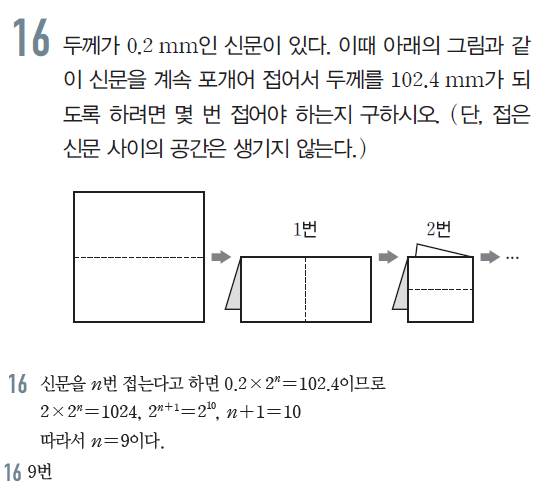 16 두께가 0.2 mm인 신문이 있다. 이때 아래의 그림과 같
이 신문을 계속 포개어 접어서 두께를 102.4 mm가 되
도록 하려면 몇 번 접어야 하는지 구하시오. (단, 접은
신문 사이의 공간은 생기지 않는다.)
1번 2번
...
16 신문을 n번 접는다고 하면 0.2×2ⁿ=102.4이므로
2×2ⁿ=1024, 2ⁿ⁺¹=2¹⁰, n+1=10
따라서 n=9이다.
16 9번